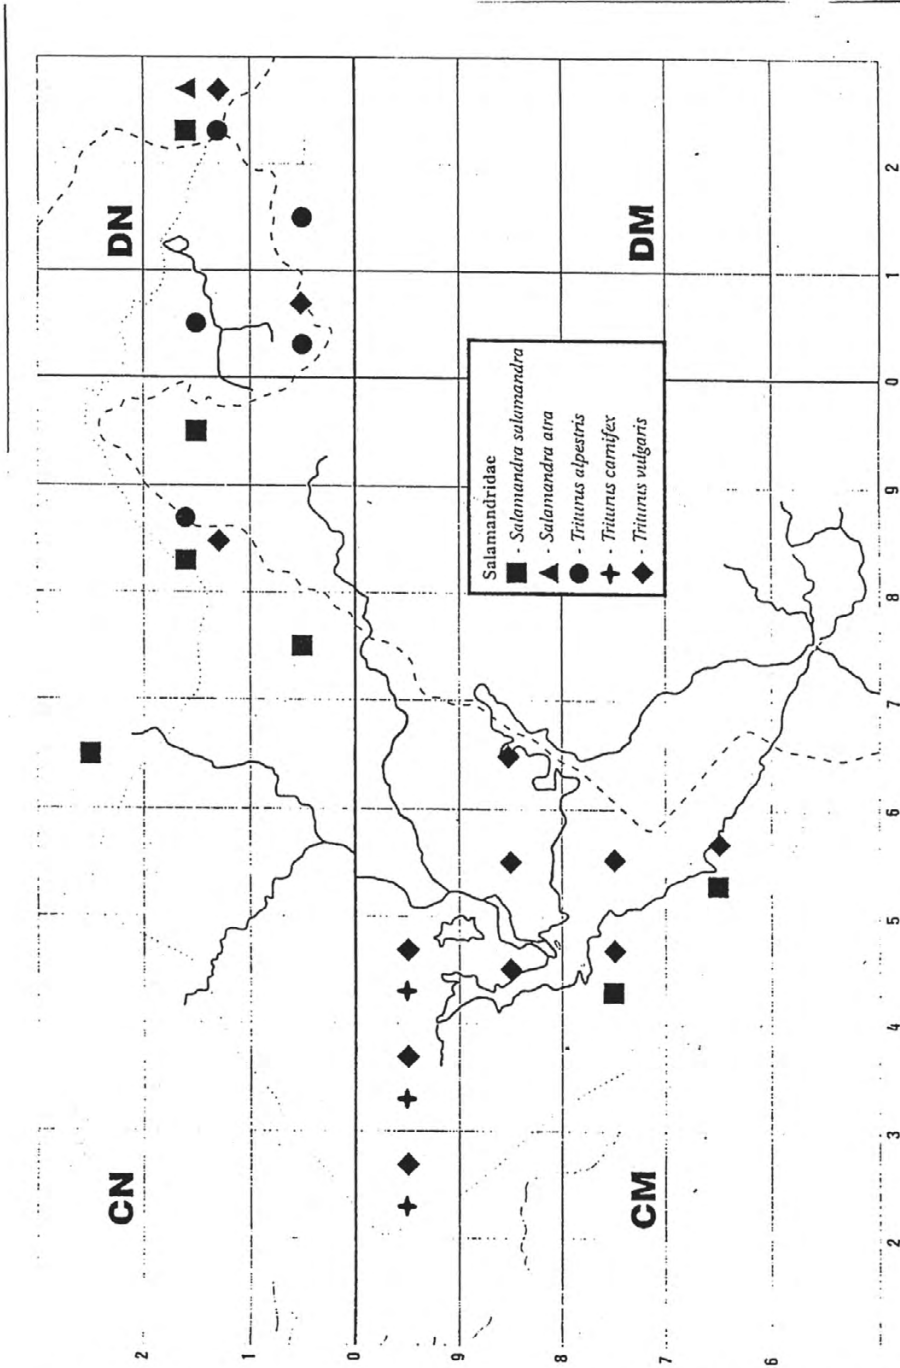 CN
DN
CM
DM
Salamandridae
- Salamandra salamandra
- Salamandra atra
- Triturus alpestris
- Triturus carnifex
- Triturus vulgaris
2
1
0
9
8
7
6
2
3
4
5
6
7
8
9
0
1
2